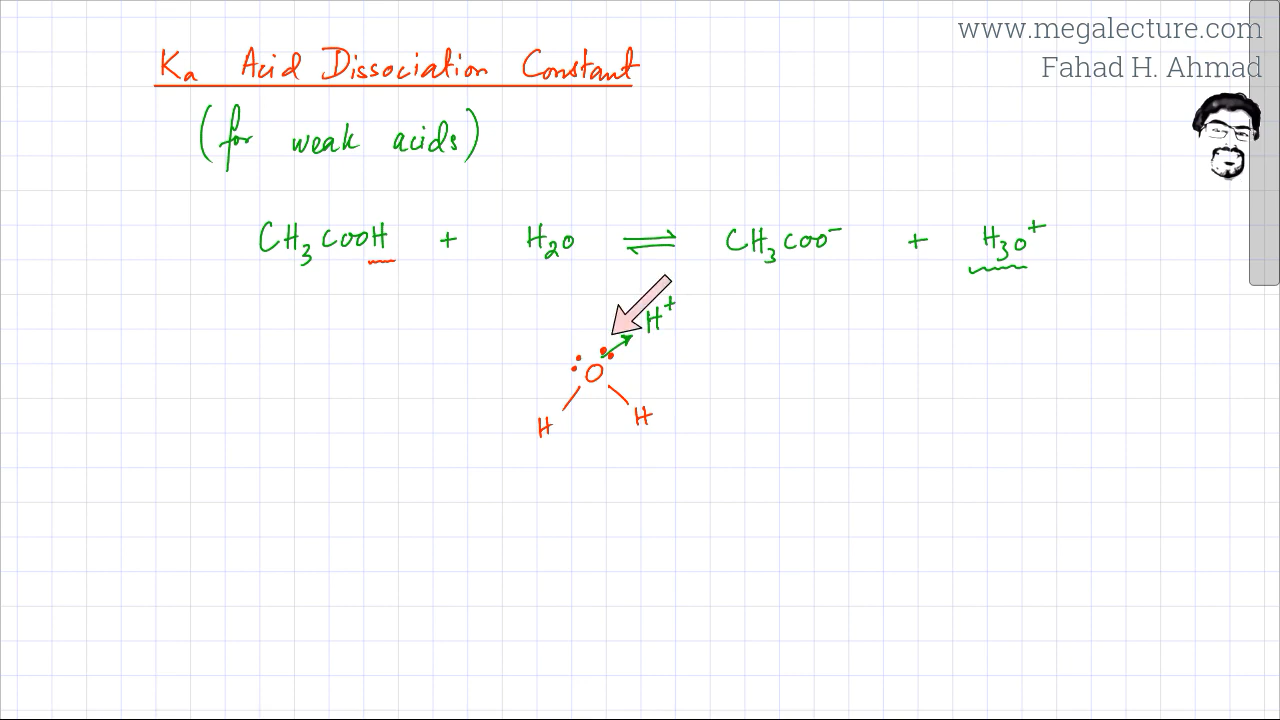 www.megalecture.com
Fahad H. Ahmad
Ka Acid Dissociation Constant
(for weak acids)
CH₃COOH + H₂O ⇌ CH₃COO⁻ + H₃O⁺
H⁺
O
H H